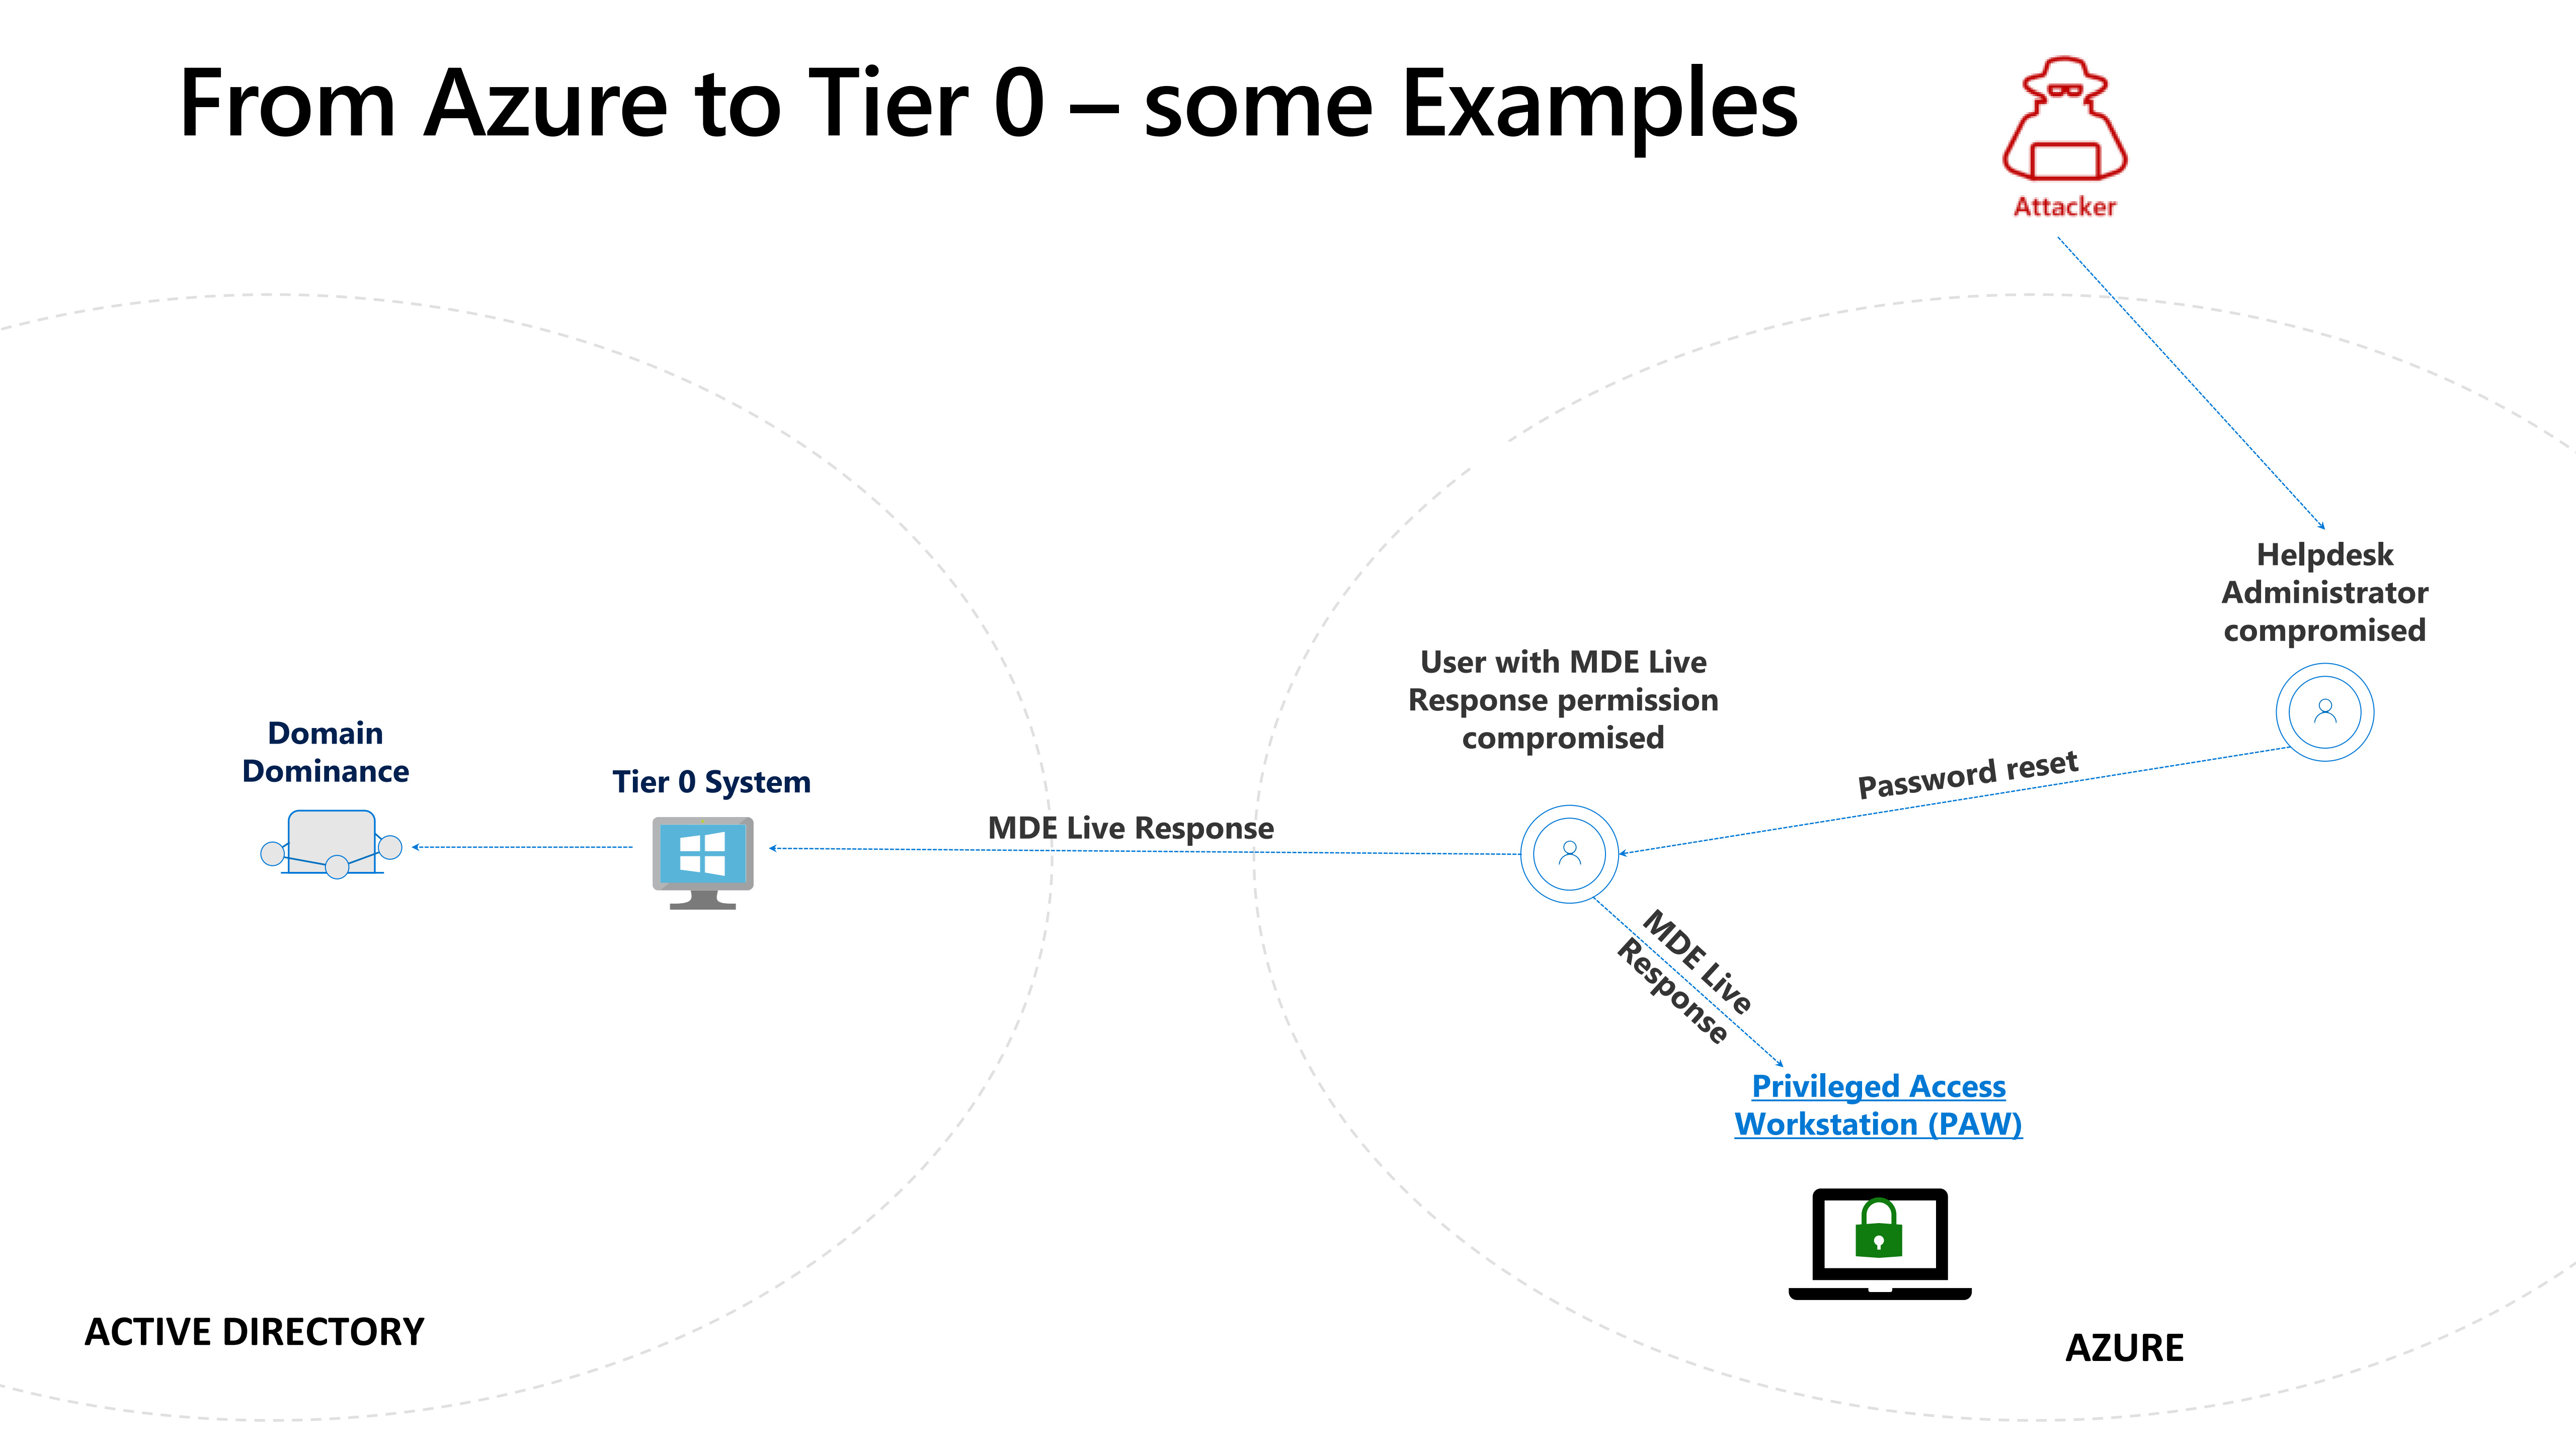 From Azure to Tier 0 – some Examples
Attacker
Helpdesk
Administrator
compromised
User with MDE Live
Response permission
compromised
Password reset
Domain
Dominance
Tier 0 System
MDE Live Response
MDE Live
Response
Privileged Access
Workstation (PAW)
ACTIVE DIRECTORY
AZURE